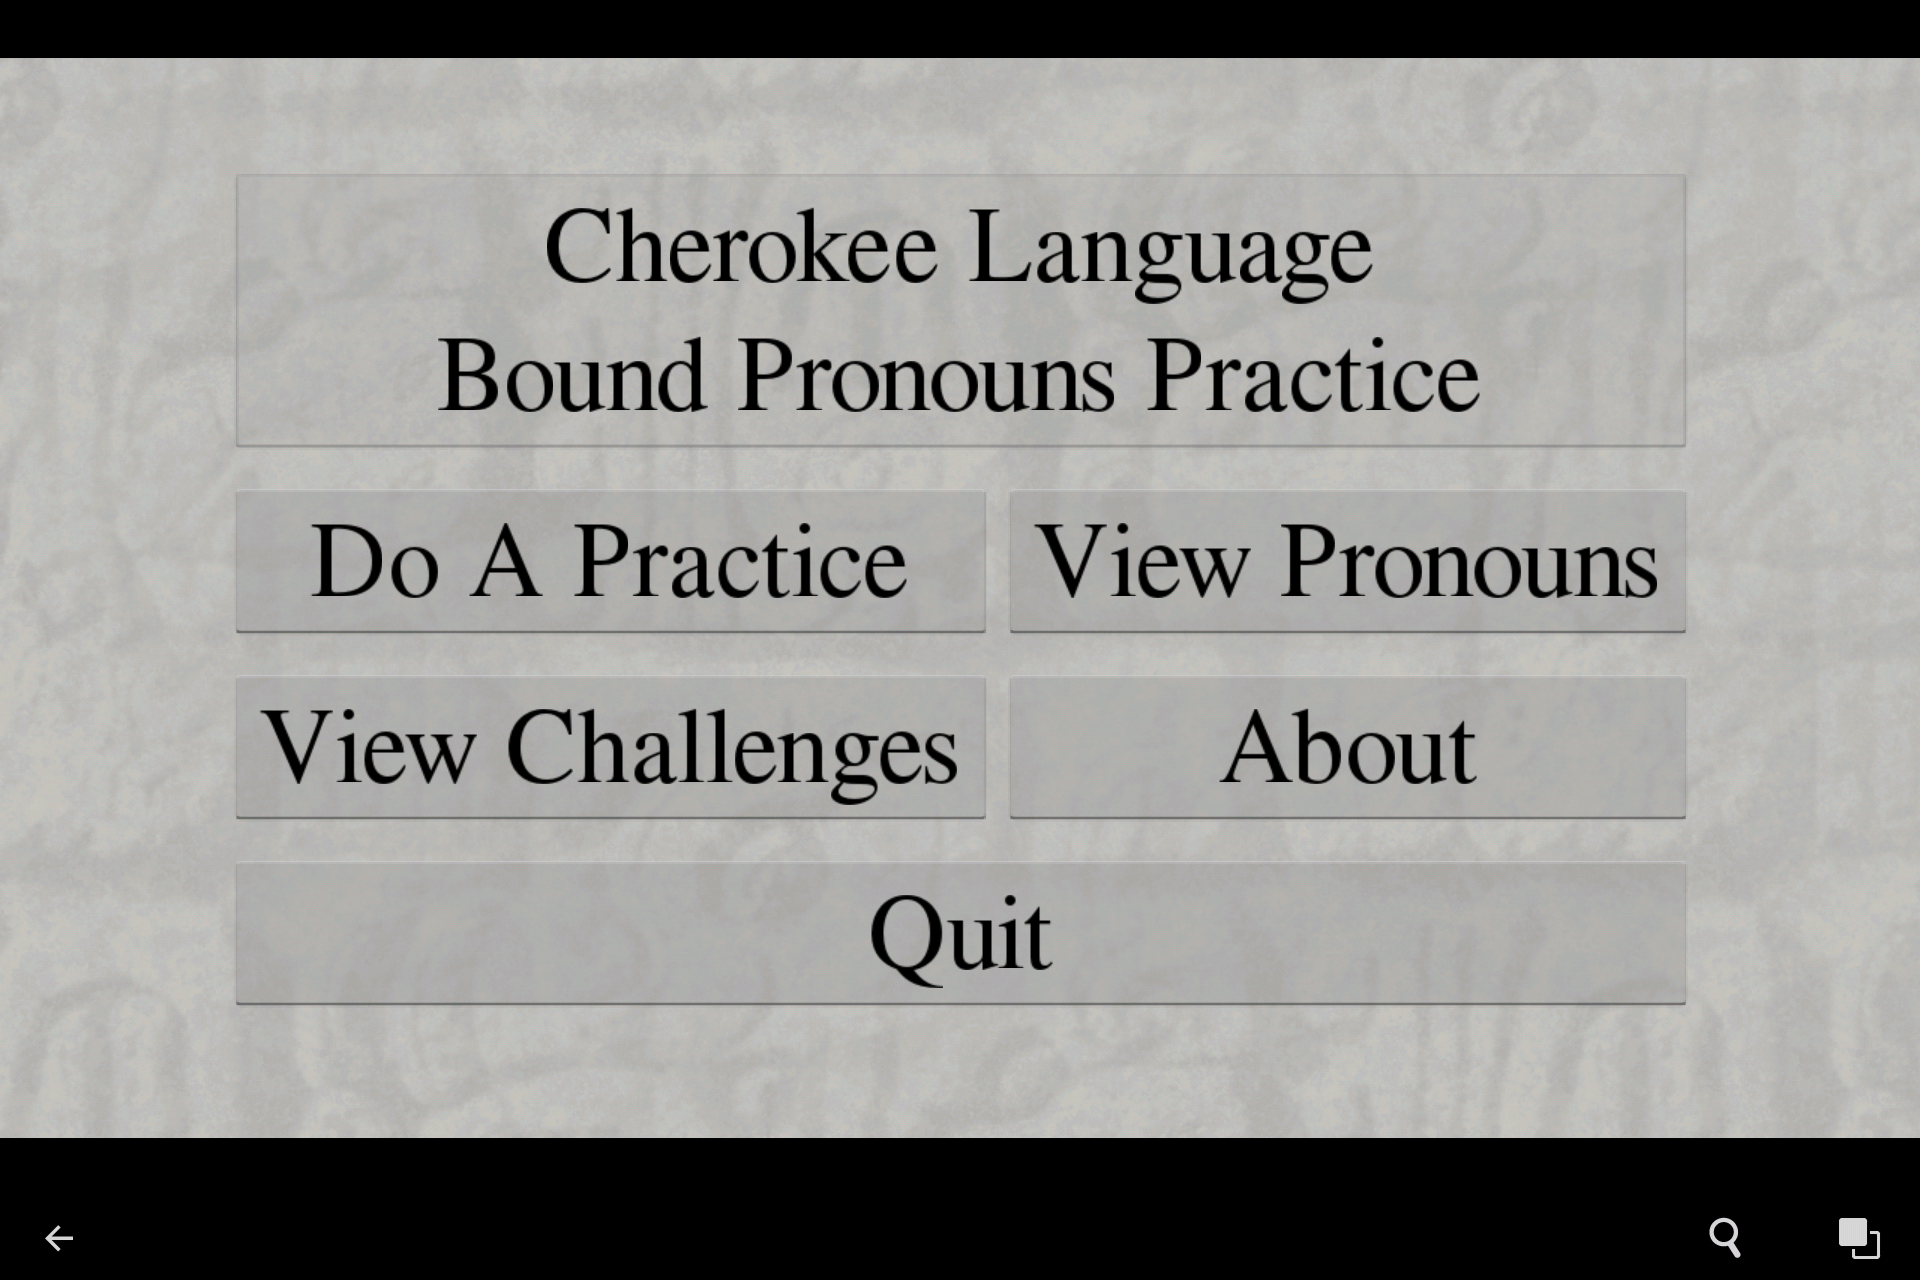 Cherokee Language
Bound Pronouns Practice
Do A Practice
View Pronouns
View Challenges
About
Quit